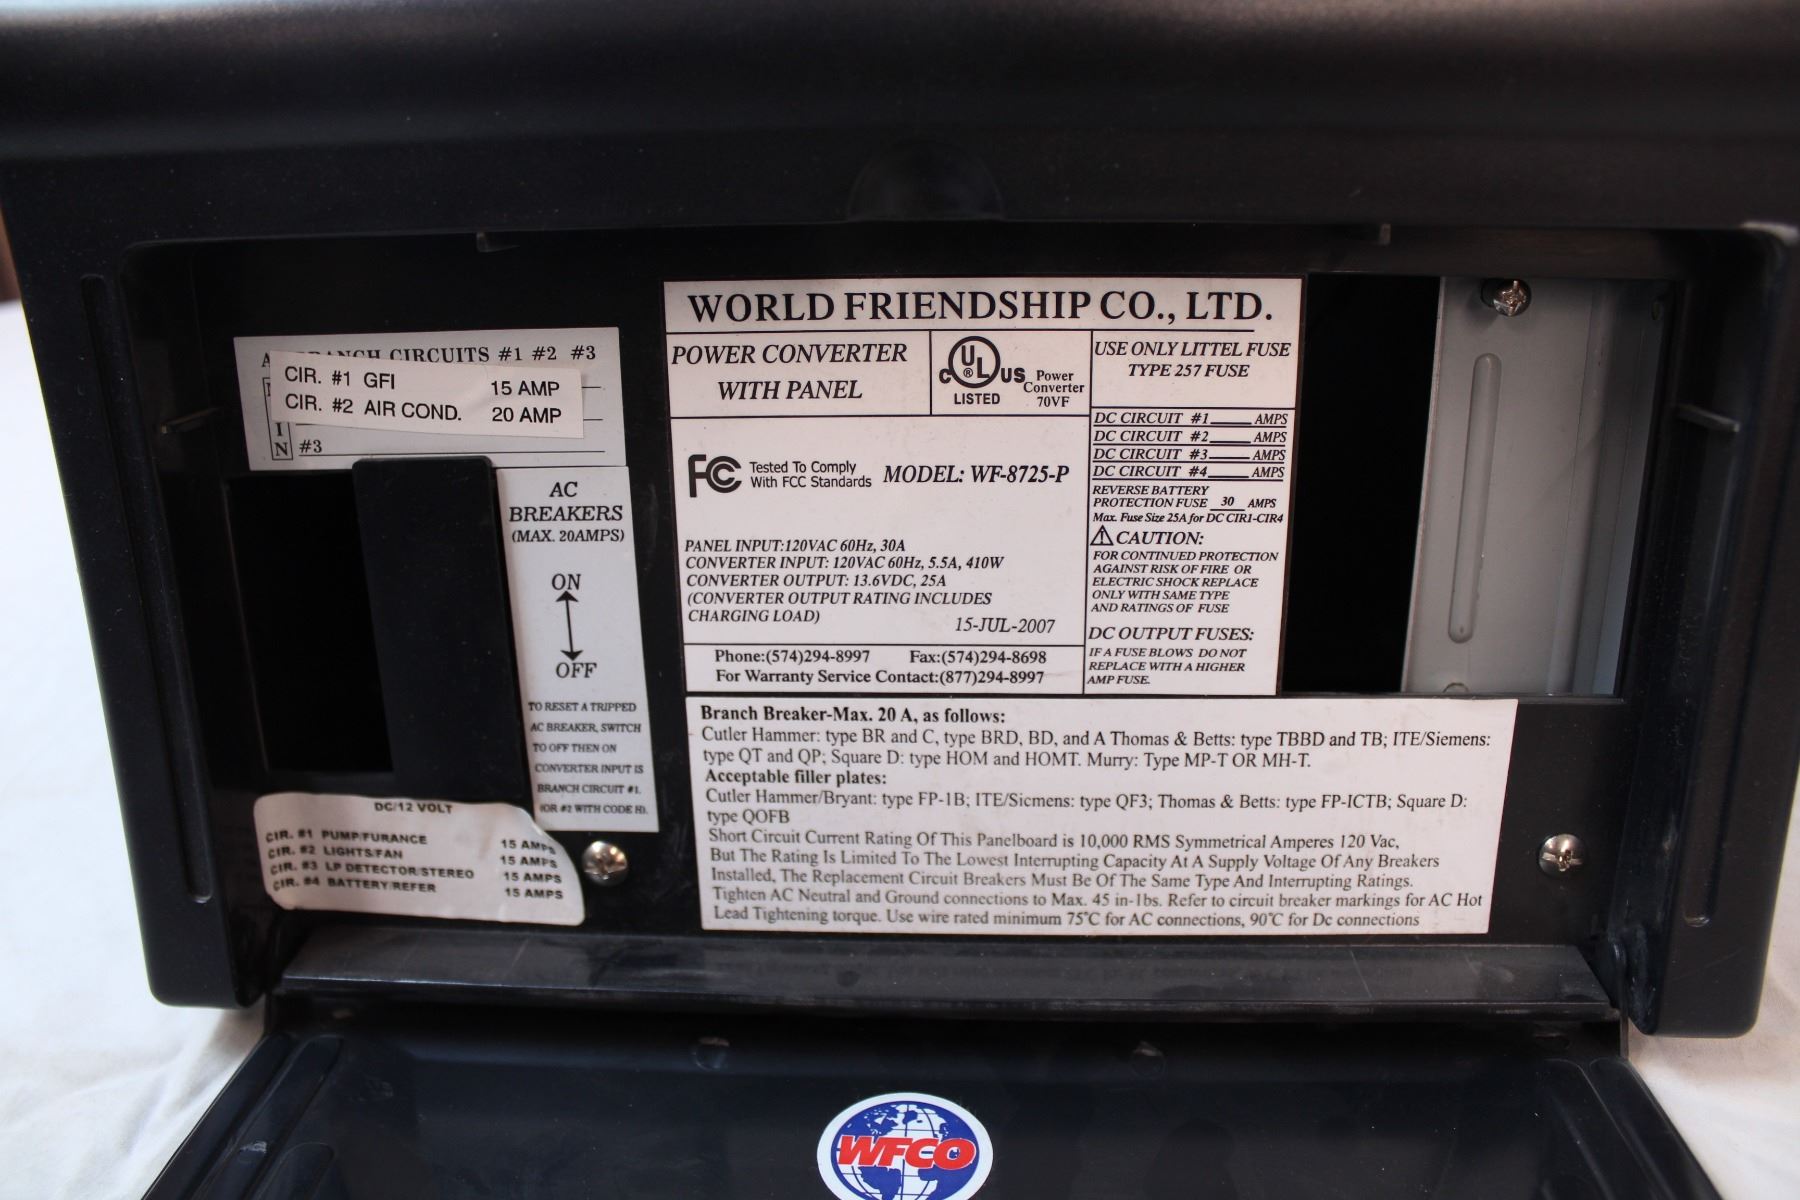 WORLD FRIENDSHIP CO., LTD.
POWER CONVERTER
WITH PANEL
C UL ® US
LISTED
Power
Converter
70VF
USE ONLY LITTEL FUSE
TYPE 257 FUSE
DC CIRCUIT #1 ____ AMPS
DC CIRCUIT #2 ____ AMPS
DC CIRCUIT #3 ____ AMPS
DC CIRCUIT #4 ____ AMPS
REVERSE BATTERY
PROTECTION FUSE 30 AMPS
Max. Fuse Size 25A for DC CIR1-CIR4
CAUTION:
FOR CONTINUED PROTECTION
AGAINST RISK OF FIRE OR
ELECTRIC SHOCK REPLACE
ONLY WITH SAME TYPE
AND RATINGS OF FUSE
DC OUTPUT FUSES:
IF A FUSE BLOWS DO NOT
REPLACE WITH A HIGHER
AMP FUSE.
FCC Tested To Comply
With FCC Standards
MODEL: WF-8725-P
PANEL INPUT:120VAC 60Hz, 30A
CONVERTER INPUT: 120VAC 60Hz, 5.5A, 410W
CONVERTER OUTPUT: 13.6VDC, 25A
(CONVERTER OUTPUT RATING INCLUDES
CHARGING LOAD)
15-JUL-2007
Phone:(574)294-8997 Fax:(574)294-8698
For Warranty Service Contact:(877)294-8997
CIRCUITS #1 #2 #3
CIR. #1 GFI 15 AMP
CIR. #2 AIR COND. 20 AMP
I
N #3
AC
BREAKERS
(MAX. 20AMPS)
ON
OFF
TO RESET A TRIPPED
AC BREAKER, SWITCH
TO OFF THEN ON
CONVERTER INPUT IS
BRANCH CIRCUIT #1.
(OR #2 WITH CODE H).
DC/12 VOLT
CIR. #1 PUMP/FURANCE 15 AMPS
CIR. #2 LIGHTS/FAN 15 AMPS
CIR. #3 LP DETECTOR/STEREO 15 AMPS
CIR. #4 BATTERY/REFER 15 AMPS
Branch Breaker-Max. 20 A, as follows:
Cutler Hammer: type BR and C, type BRD, BD, and A Thomas & Betts: type TBBD and TB; ITE/Siemens:
type QT and QP; Square D: type HOM and HOMT. Murry: Type MP-T OR MH-T.
Acceptable filler plates:
Cutler Hammer/Bryant: type FP-1B; ITE/Siemens: type QF3; Thomas & Betts: type FP-ICTB; Square D:
type QOFB
Short Circuit Current Rating Of This Panelboard is 10,000 RMS Symmetrical Amperes 120 Vac,
But The Rating Is Limited To The Lowest Interrupting Capacity At A Supply Voltage Of Any Breakers
Installed, The Replacement Circuit Breakers Must Be Of The Same Type And Interrupting Ratings.
Tighten AC Neutral and Ground connections to Max. 45 in-lbs. Refer to circuit breaker markings for AC Hot
Lead Tightening torque. Use wire rated minimum 75℃ for AC connections, 90℃ for Dc connections
WFCO